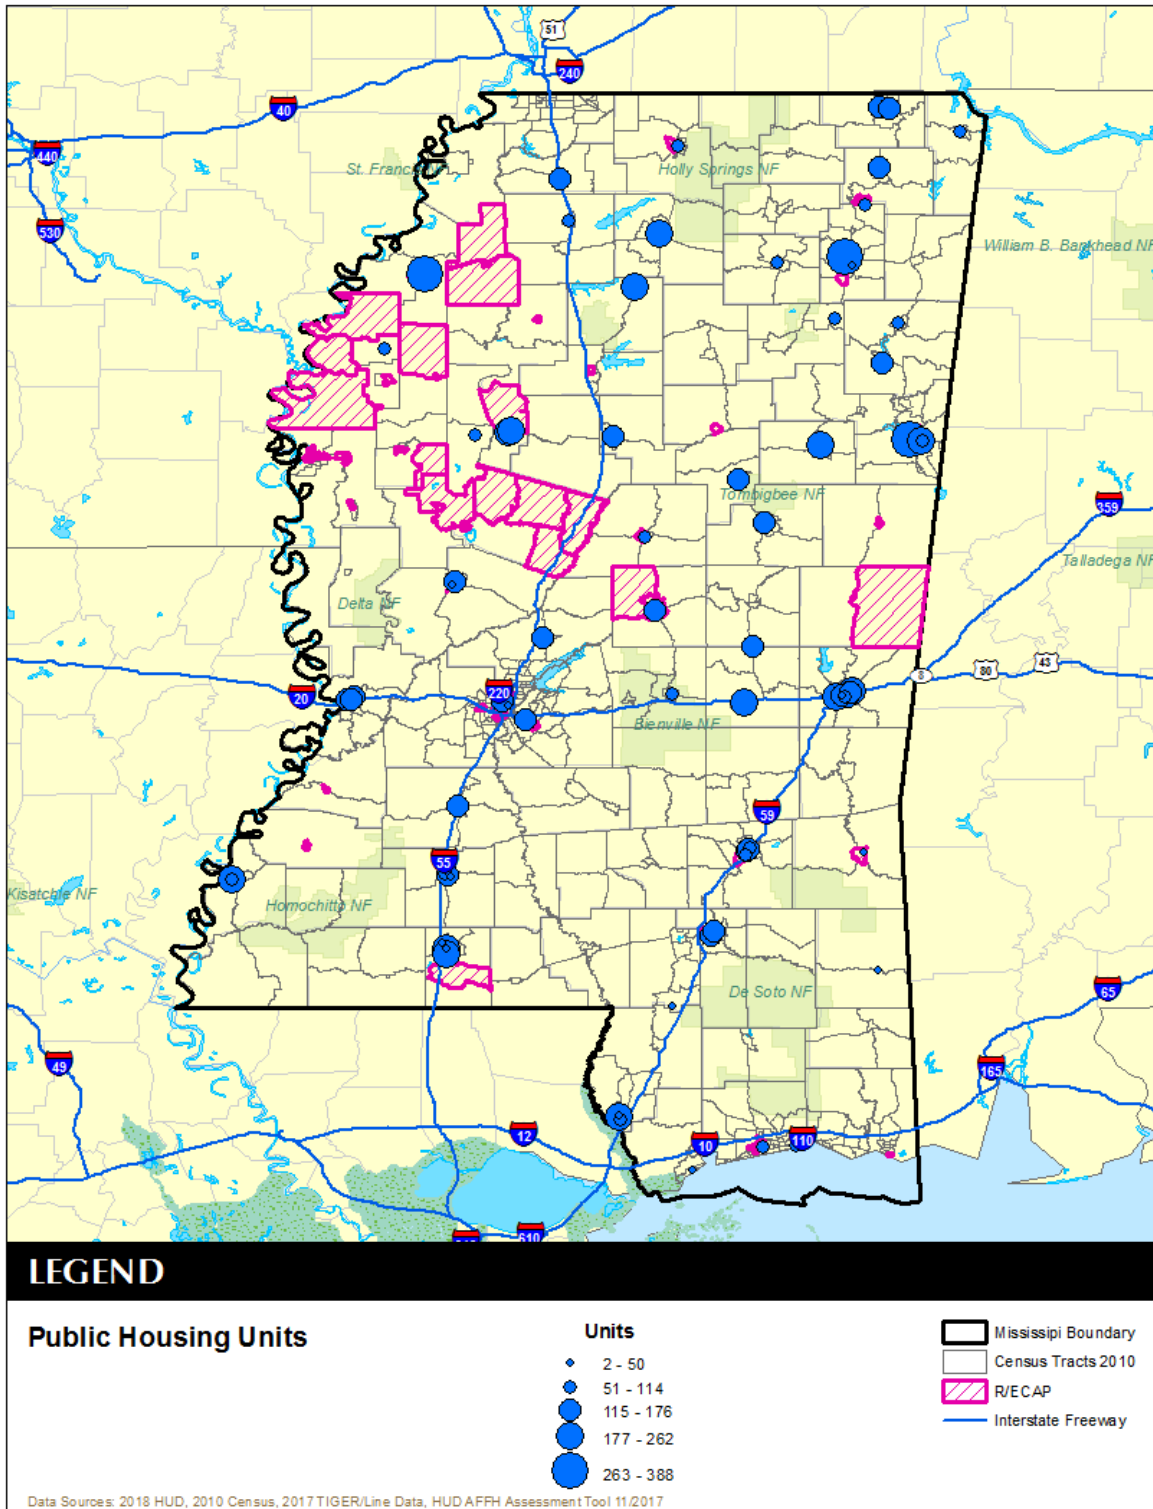 51
240
40
440
St. Francis NF
Holly Springs NF
530
William B. Bankhead NF
Tombigbee NF
359
Talladega NF
Delta NF
43
80
8
20
220
Bienville NF
59
55
Kisatchie NF
Homochitto NF
De Soto NF
65
49
165
12
10
110
610
LEGEND
Public Housing Units
Units
2 - 50
51 - 114
115 - 176
177 - 262
263 - 388
Mississipi Boundary
Census Tracts 2010
R/ECAP
Interstate Freeway
Data Sources: 2018 HUD, 2010 Census, 2017 TIGER/Line Data, HUD AFFH Assessment Tool 11/2017